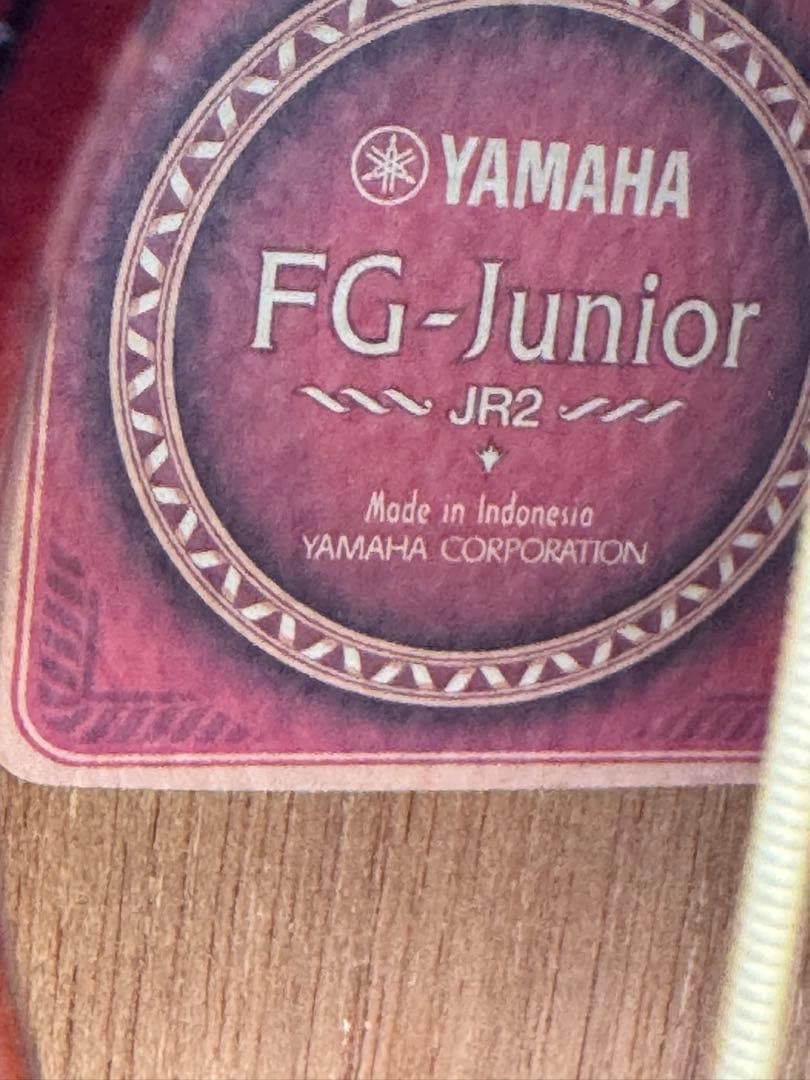 YAMAHA
FG-Junior
JR2
Made in Indonesia
YAMAHA CORPORATION